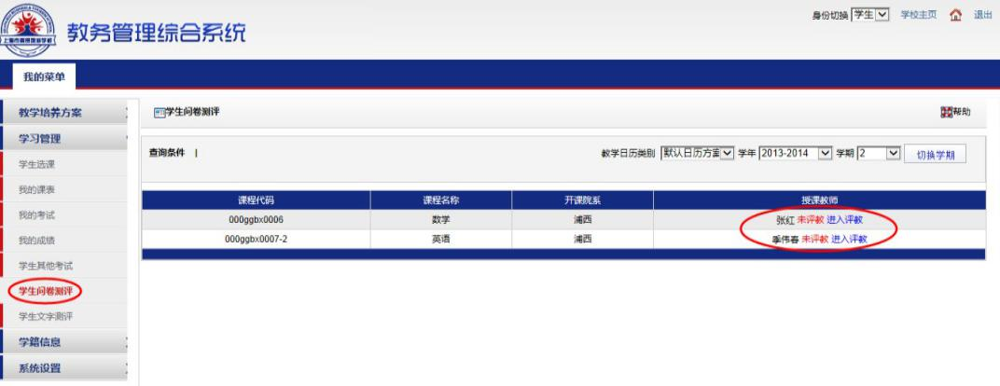 身份切换 学生 学校主页 退出
教务管理综合系统
我的菜单
教学培养方案
学习管理
学生选课
我的课表
我的考试
我的成绩
学生其他考试
学生问卷测评
学生文字测评
学籍信息
系统设置
学生问卷测评 帮助
查询条件 | 教学日历类别 默认日历方案 学年 2013-2014 学期 2 切换学期
课程代码 课程名称 开课院系 授课教师
000ggbx0006 数学 浦西 张红 未评教 进入评教
000ggbx0007-2 英语 浦西 季伟春 未评教 进入评教